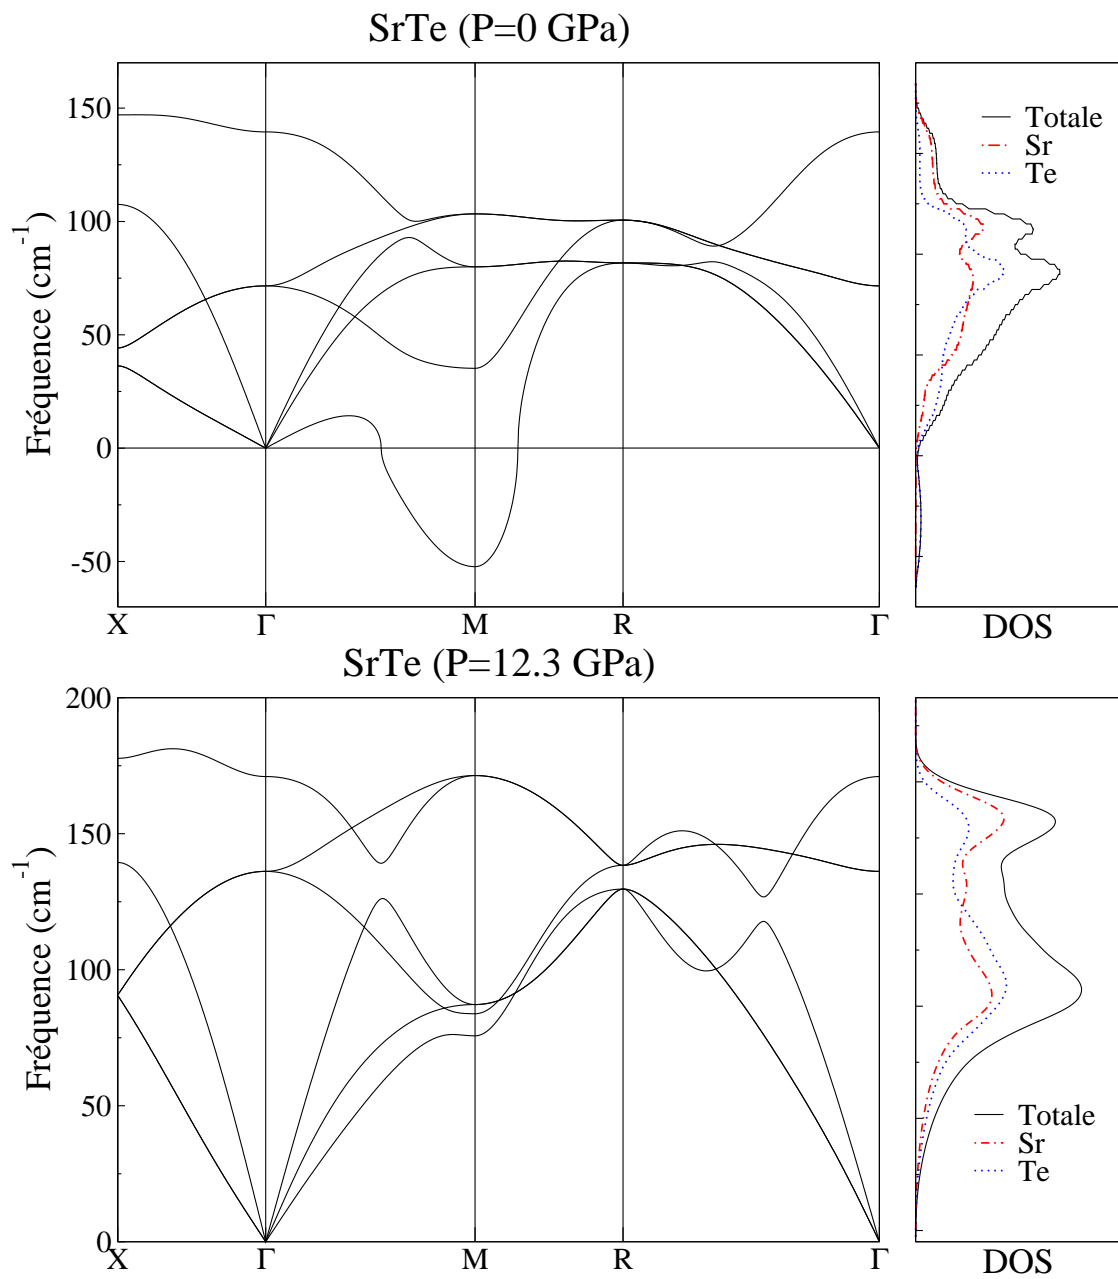 SrTe (P=0 GPa)
Fréquence (cm⁻¹)
150
100
50
0
-50
X Γ M R Γ
Totale
Sr
Te
DOS
SrTe (P=12.3 GPa)
Fréquence (cm⁻¹)
200
150
100
50
0
X Γ M R Γ
Totale
Sr
Te
DOS